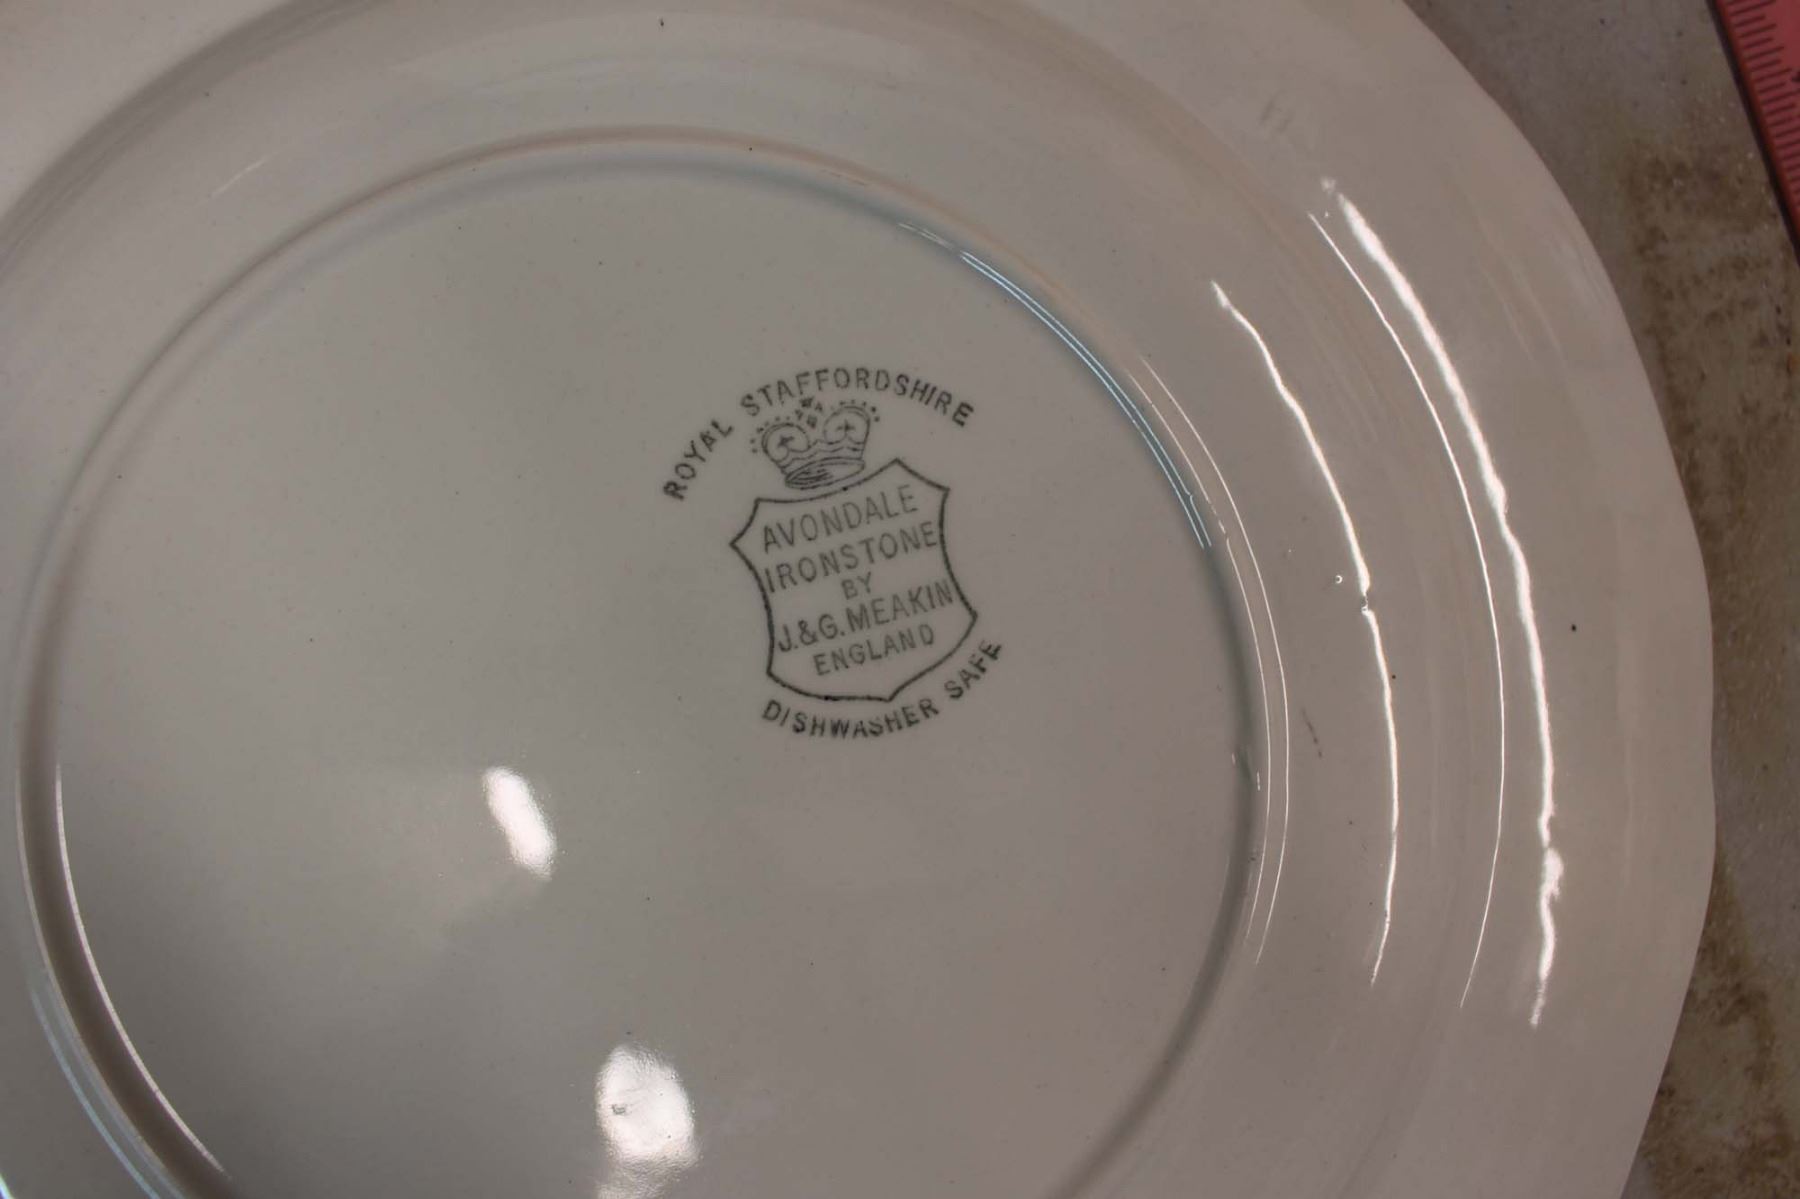 ROYAL STAFFORDSHIRE
AVONDALE
IRONSTONE
BY
J.&G. MEAKIN
ENGLAND
DISHWASHER SAFE